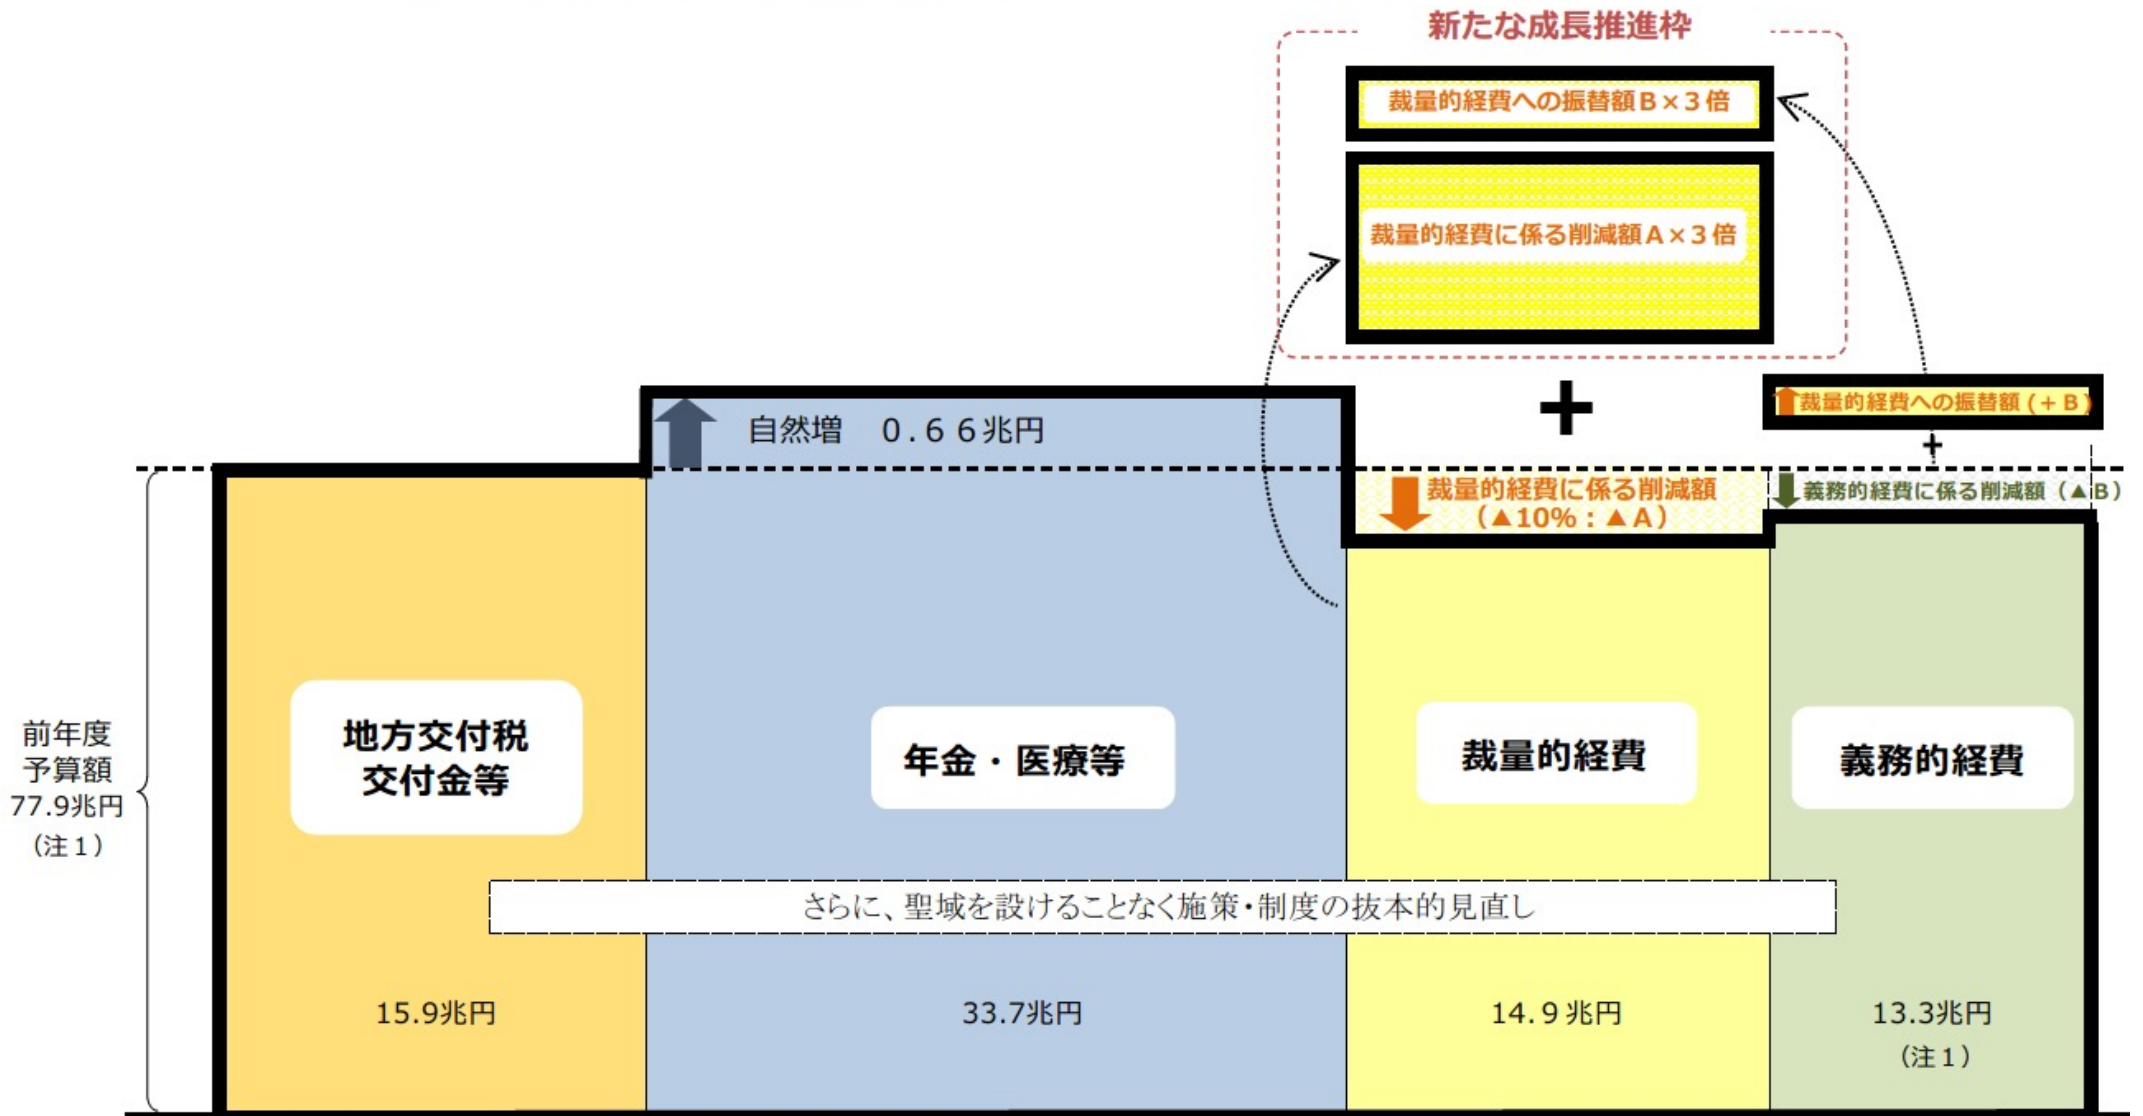 新たな成長推進枠
裁量的経費への振替額B×3倍
裁量的経費に係る削減額A×3倍
+
裁量的経費への振替額(+B)
+
自然増 0.66兆円
裁量的経費に係る削減額
(▲10%:▲A)
義務的経費に係る削減額(▲B)
前年度
予算額
77.9兆円
(注1)
地方交付税
交付金等
年金・医療等
裁量的経費
義務的経費
さらに、聖域を設けることなく施策・制度の抜本的見直し
15.9兆円
33.7兆円
14.9兆円
13.3兆円
(注1)